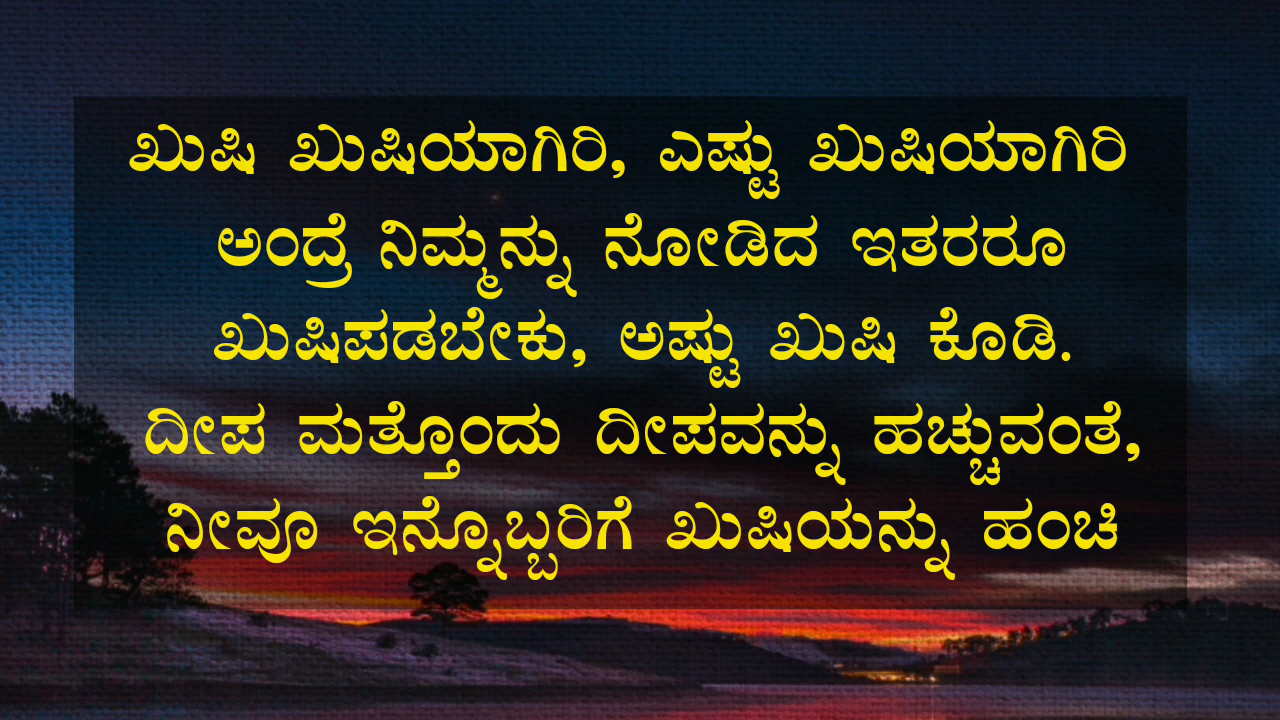 ಖುಷಿ ಖುಷಿಯಾಗಿರಿ, ಎಷ್ಟು ಖುಷಿಯಾಗಿರಿ
ಅಂದ್ರೆ ನಿಮ್ಮನ್ನು ನೋಡಿದ ಇತರರೂ
ಖುಷಿಪಡಬೇಕು, ಅಷ್ಟು ಖುಷಿ ಕೊಡಿ.
ದೀಪ ಮತ್ತೊಂದು ದೀಪವನ್ನು ಹಚ್ಚುವಂತೆ,
ನೀವೂ ಇನ್ನೊಬ್ಬರಿಗೆ ಖುಷಿಯನ್ನು ಹಂಚಿ